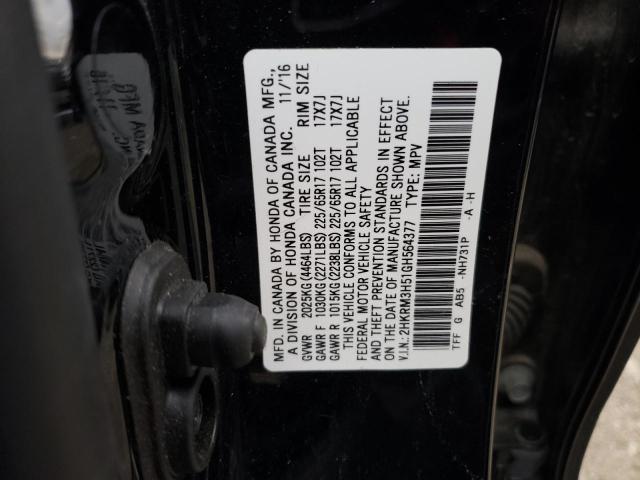 MFD. IN CANADA BY HONDA OF CANADA MFG.,
A DIVISION OF HONDA CANADA INC. 11/'16
GVWR 2025KG(4464LBS) TIRE SIZE RIM SIZE
GAWR F 1030KG(2271LBS) 225/65R17 102T 17X7J
GAWR R 1015KG(2238LBS) 225/65R17 102T 17X7J
THIS VEHICLE CONFORMS TO ALL APPLICABLE
FEDERAL MOTOR VEHICLE SAFETY
AND THEFT PREVENTION STANDARDS IN EFFECT
ON THE DATE OF MANUFACTURE SHOWN ABOVE.
V.I.N.: 2HKRM3H51GH564377 TYPE: MPV
TFF G AB5 -NH731P -A -H